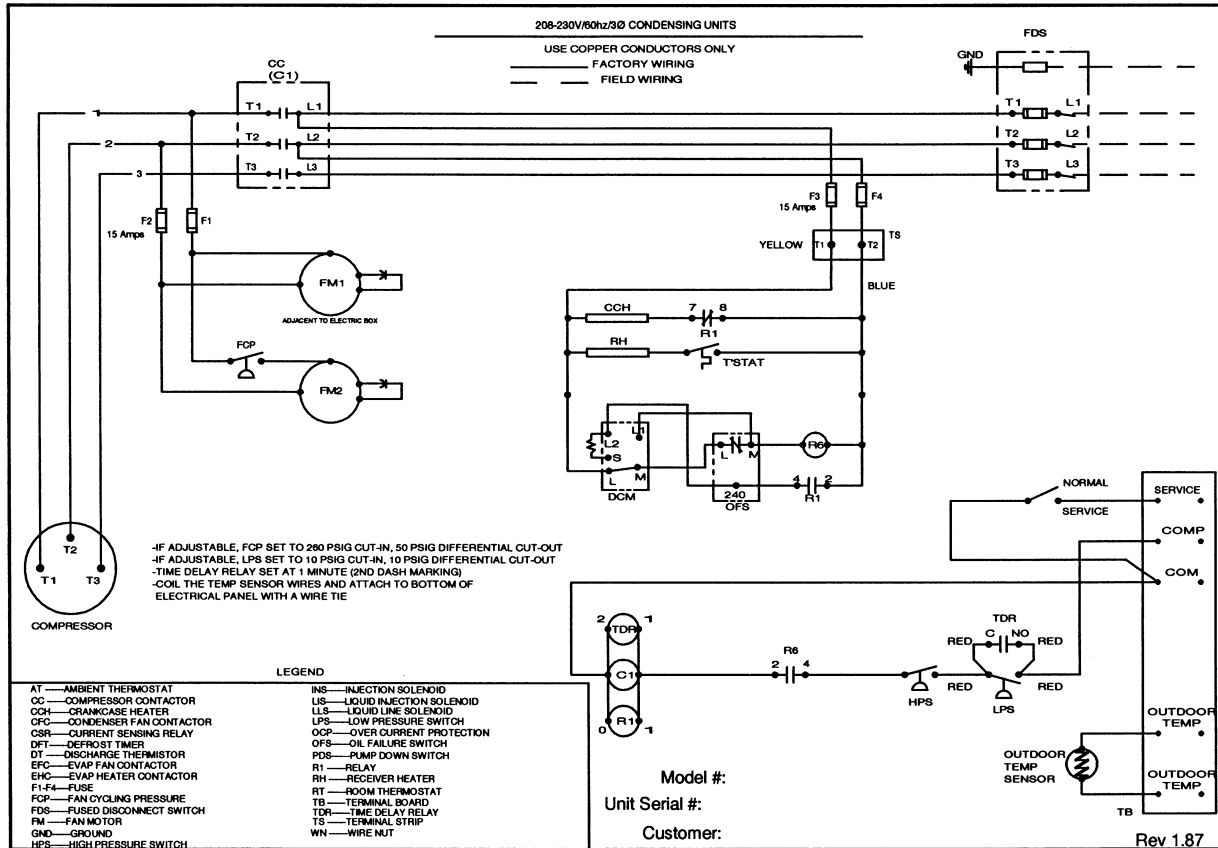 208-230V/60hz/3Ø CONDENSING UNITS
USE COPPER CONDUCTORS ONLY
FACTORY WIRING
FIELD WIRING
FDS
GND
CC
(C1)
T1
L1
T2
L2
T3
L3
1
2
3
T1
L1
T2
L2
T3
L3
F2
15 Amps
F1
F3
15 Amps
F4
YELLOW
T1
T2
TS
BLUE
FM1
ADJACENT TO ELECTRIC BOX
FCP
FM2
CCH
7
8
R1
RH
T'STAT
L2
L1
S
L
M
DCM
L
M
240
OFS
R6
4
2
R1
NORMAL
SERVICE
SERVICE
COMP
COM
T2
T1
T3
COMPRESSOR
-IF ADJUSTABLE, FCP SET TO 260 PSIG CUT-IN, 50 PSIG DIFFERENTIAL CUT-OUT
-IF ADJUSTABLE, LPS SET TO 10 PSIG CUT-IN, 10 PSIG DIFFERENTIAL CUT-OUT
-TIME DELAY RELAY SET AT 1 MINUTE (2ND DASH MARKING)
-COIL THE TEMP SENSOR WIRES AND ATTACH TO BOTTOM OF
ELECTRICAL PANEL WITH A WIRE TIE
2
TDR
1
C1
0
R1
1
R6
2
4
HPS
TDR
RED
C
NO
RED
RED
RED
LPS
OUTDOOR
TEMP
OUTDOOR
TEMP
SENSOR
OUTDOOR
TEMP
TB
LEGEND
AT ----AMBIENT THERMOSTAT
CC ----COMPRESSOR CONTACTOR
CCH----CRANKCASE HEATER
CFC----CONDENSER FAN CONTACTOR
CSR----CURRENT SENSING RELAY
DFT----DEFROST TIMER
DT ----DISCHARGE THERMISTOR
EFC----EVAP FAN CONTACTOR
EHC----EVAP HEATER CONTACTOR
F1-F4----FUSE
FCP----FAN CYCLING PRESSURE
FDS----FUSED DISCONNECT SWITCH
FM ----FAN MOTOR
GND----GROUND
HPS----HIGH PRESSURE SWITCH
INS----INJECTION SOLENOID
LIS----LIQUID INJECTION SOLENOID
LLS----LIQUID LINE SOLENOID
LPS----LOW PRESSURE SWITCH
OCP----OVER CURRENT PROTECTION
OFS----OIL FAILURE SWITCH
PDS----PUMP DOWN SWITCH
R1 ----RELAY
RH ----RECEIVER HEATER
RT ----ROOM THERMOSTAT
TB ----TERMINAL BOARD
TDR----TIME DELAY RELAY
TS ----TERMINAL STRIP
WN ----WIRE NUT
Model #:
Unit Serial #:
Customer:
Rev 1.87